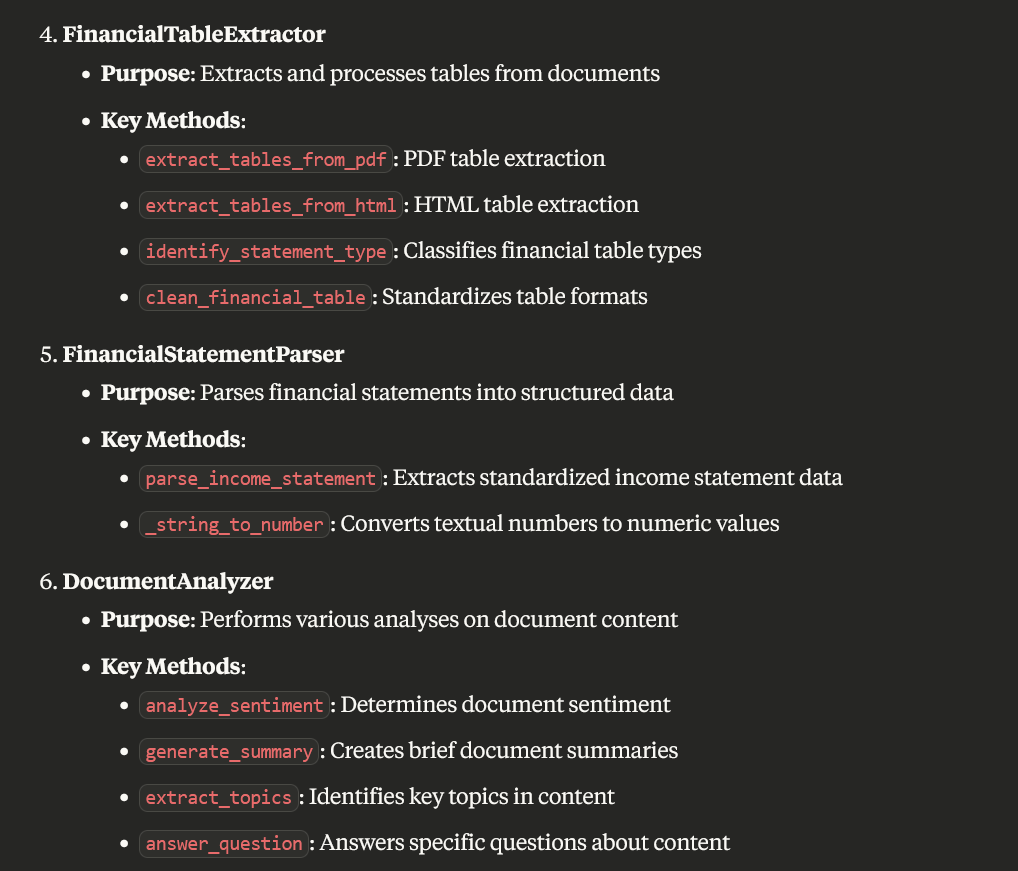 4. FinancialTableExtractor
• Purpose: Extracts and processes tables from documents
• Key Methods:
• extract_tables_from_pdf: PDF table extraction
• extract_tables_from_html: HTML table extraction
• identify_statement_type: Classifies financial table types
• clean_financial_table: Standardizes table formats
5. FinancialStatementParser
• Purpose: Parses financial statements into structured data
• Key Methods:
• parse_income_statement: Extracts standardized income statement data
• _string_to_number: Converts textual numbers to numeric values
6. DocumentAnalyzer
• Purpose: Performs various analyses on document content
• Key Methods:
• analyze_sentiment: Determines document sentiment
• generate_summary: Creates brief document summaries
• extract_topics: Identifies key topics in content
• answer_question: Answers specific questions about content